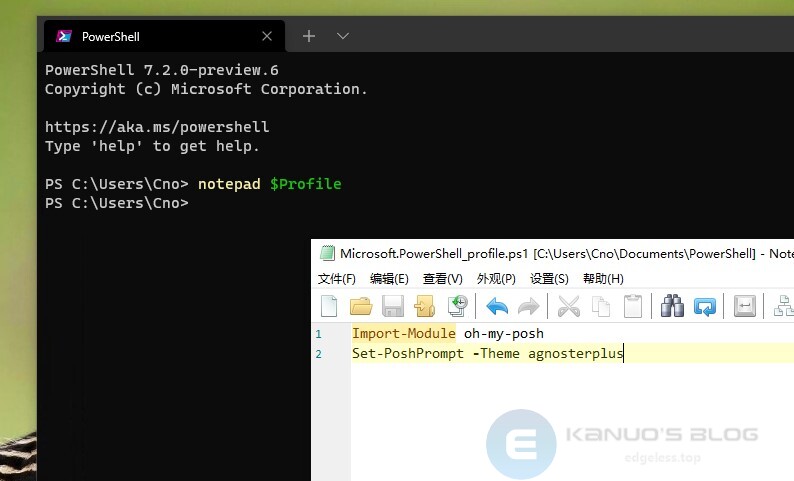 PowerShell
PowerShell 7.2.0-preview.6
Copyright (c) Microsoft Corporation.
https://aka.ms/powershell
Type 'help' to get help.
PS C:\Users\Cno> notepad $Profile
PS C:\Users\Cno>
Microsoft.PowerShell_profile.ps1 [C:\Users\Cno\Documents\PowerShell] - Note
文件(F) 编辑(E) 查看(V) 外观(P) 设置(S) 帮助(H)
1 Import-Module oh-my-posh
2 Set-PoshPrompt -Theme agnosterplus
E KANUO'S BLOG
edgeless.top